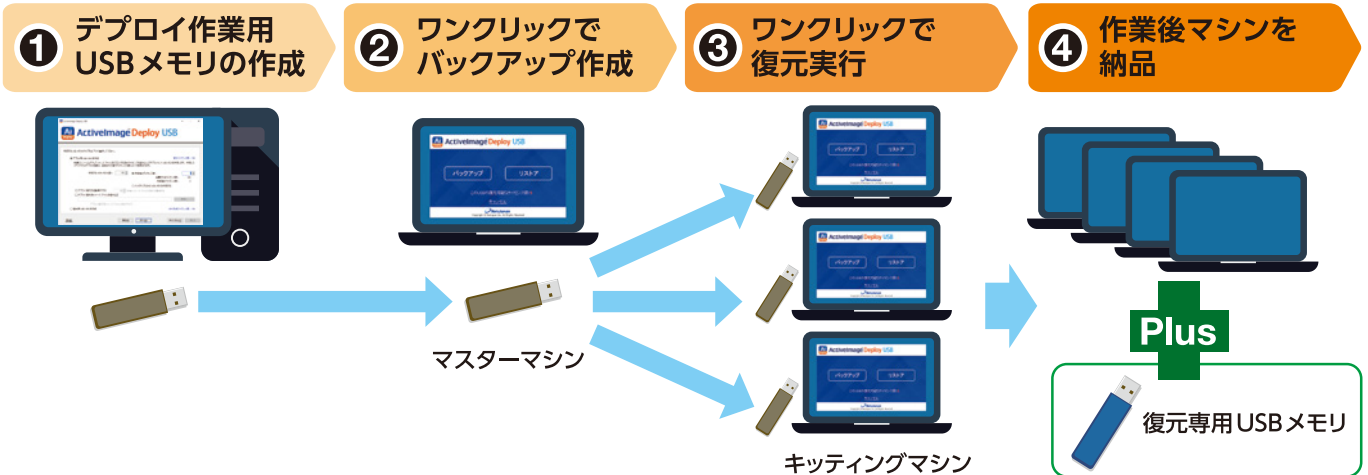 ❶ デプロイ作業用
USBメモリの作成
❷ ワンクリックで
バックアップ作成
❸ ワンクリックで
復元実行
❹ 作業後マシンを
納品
ActiveImage Deploy USB
ActiveImage Deploy USB
バックアップ
リストア
ActiveImage Deploy USB
バックアップ
リストア
ActiveImage Deploy USB
バックアップ
リストア
ActiveImage Deploy USB
バックアップ
リストア
マスターマシン
キッティングマシン
Plus
復元専用USBメモリ